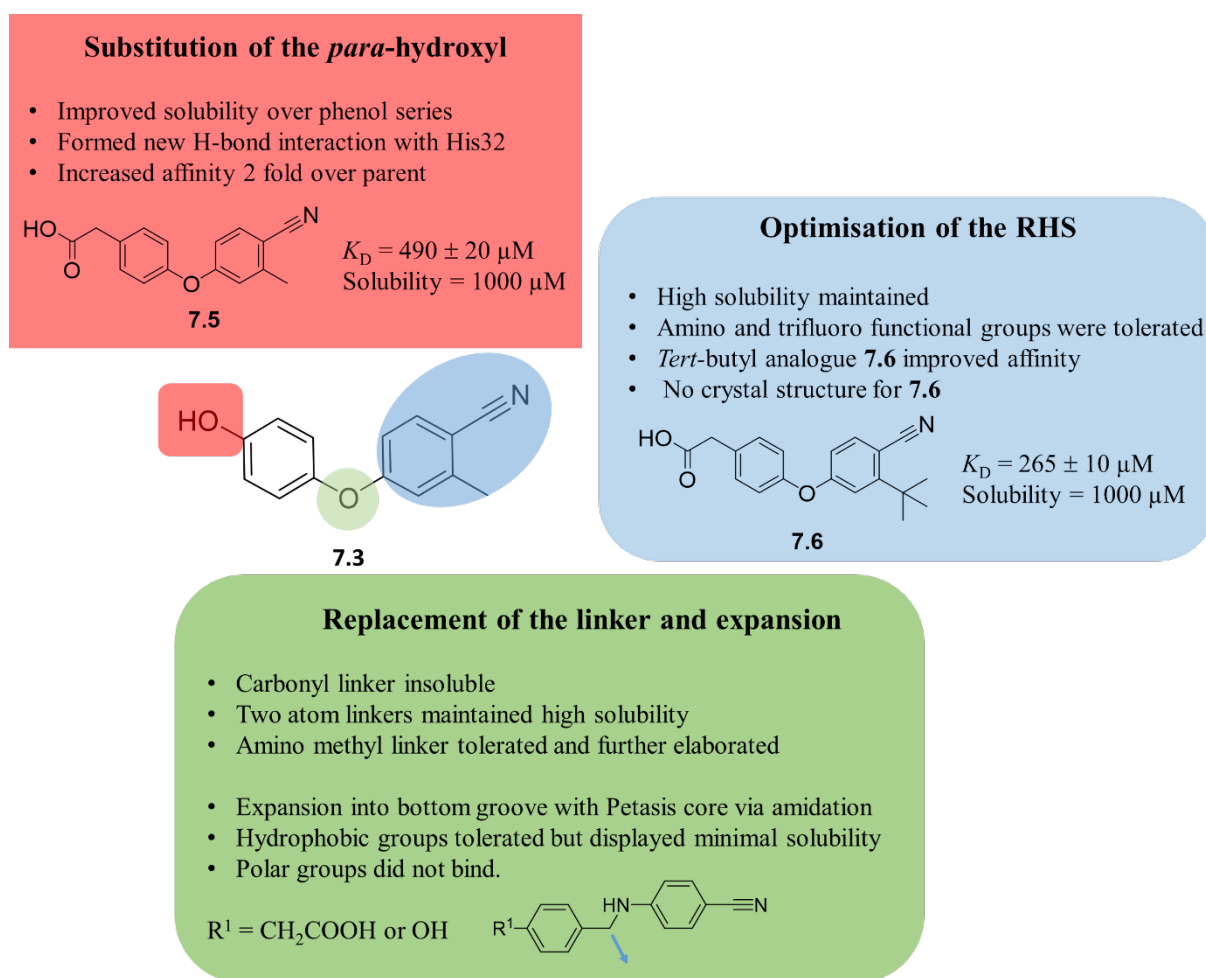 Substitution of the para-hydroxyl
• Improved solubility over phenol series
• Formed new H-bond interaction with His32
• Increased affinity 2 fold over parent
HO
O
O
N
7.5
K_D = 490 ± 20 µM
Solubility = 1000 µM
Optimisation of the RHS
• High solubility maintained
• Amino and trifluoro functional groups were tolerated
• Tert-butyl analogue 7.6 improved affinity
• No crystal structure for 7.6
HO
O
O
N
7.6
K_D = 265 ± 10 µM
Solubility = 1000 µM
HO
O
N
7.3
Replacement of the linker and expansion
• Carbonyl linker insoluble
• Two atom linkers maintained high solubility
• Amino methyl linker tolerated and further elaborated
• Expansion into bottom groove with Petasis core via amidation
• Hydrophobic groups tolerated but displayed minimal solubility
• Polar groups did not bind.
R¹ = CH₂COOH or OH
R¹
HN
N